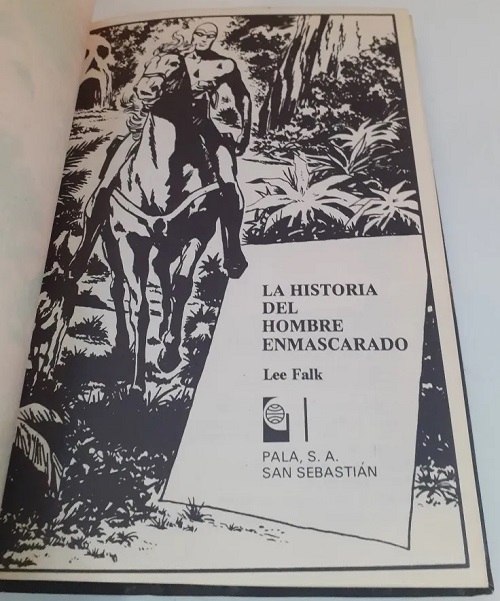 LA HISTORIA
DEL
HOMBRE
ENMASCARADO
Lee Falk
PALA, S. A.
SAN SEBASTIÁN